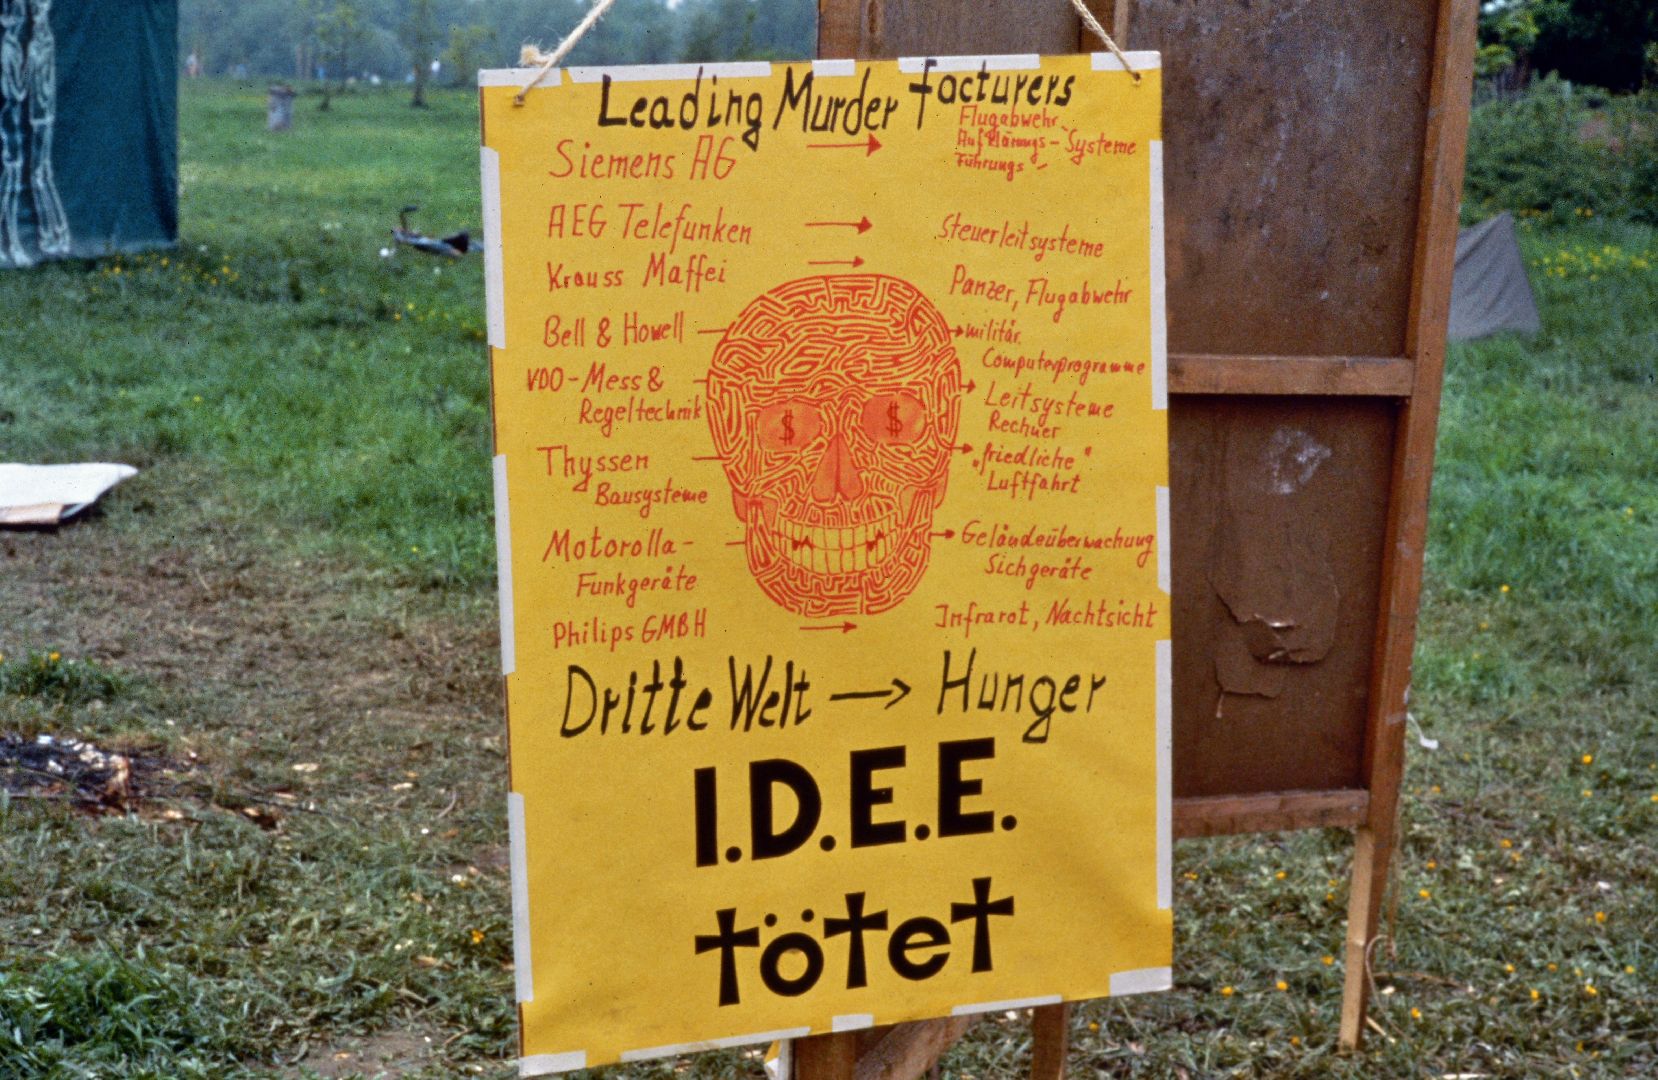 Leading Murder facturers
Siemens AG → Flugabwehr-
Aufklärungs-Systeme
Führungs-
AEG Telefunken → Steuerleitsysteme
Krauss Maffei → Panzer, Flugabwehr
Bell & Howell → militär.
Computerprogramme
VDO-Mess& → Leitsysteme
Regeltechnik Rechner
Thyssen → "friedliche"
Bausysteme Luftfahrt
$ $
Motorolla- → Geländeüberwachung
Funkgeräte Sichgeräte
Philips GMBH → Infrarot, Nachtsicht
Dritte Welt → Hunger
I.D.E.E.
tötet